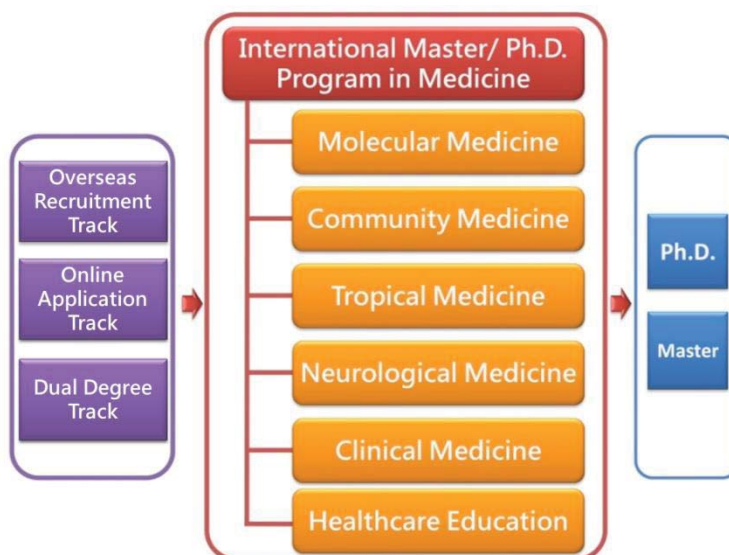 Overseas
Recruitment
Track
Online
Application
Track
Dual Degree
Track
International Master/ Ph.D.
Program in Medicine
Molecular Medicine
Community Medicine
Tropical Medicine
Neurological Medicine
Clinical Medicine
Healthcare Education
Ph.D.
Master